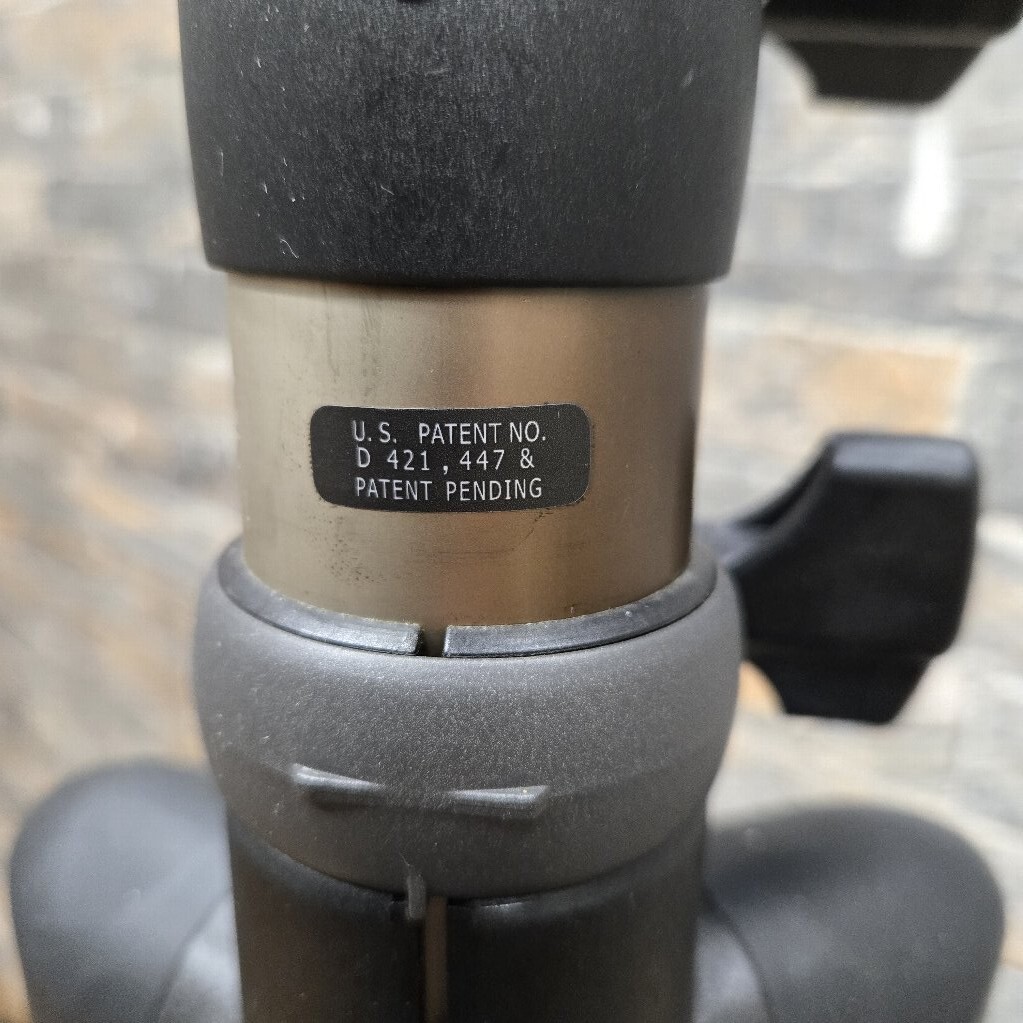 U.S. PATENT NO.
D 421,447 &
PATENT PENDING